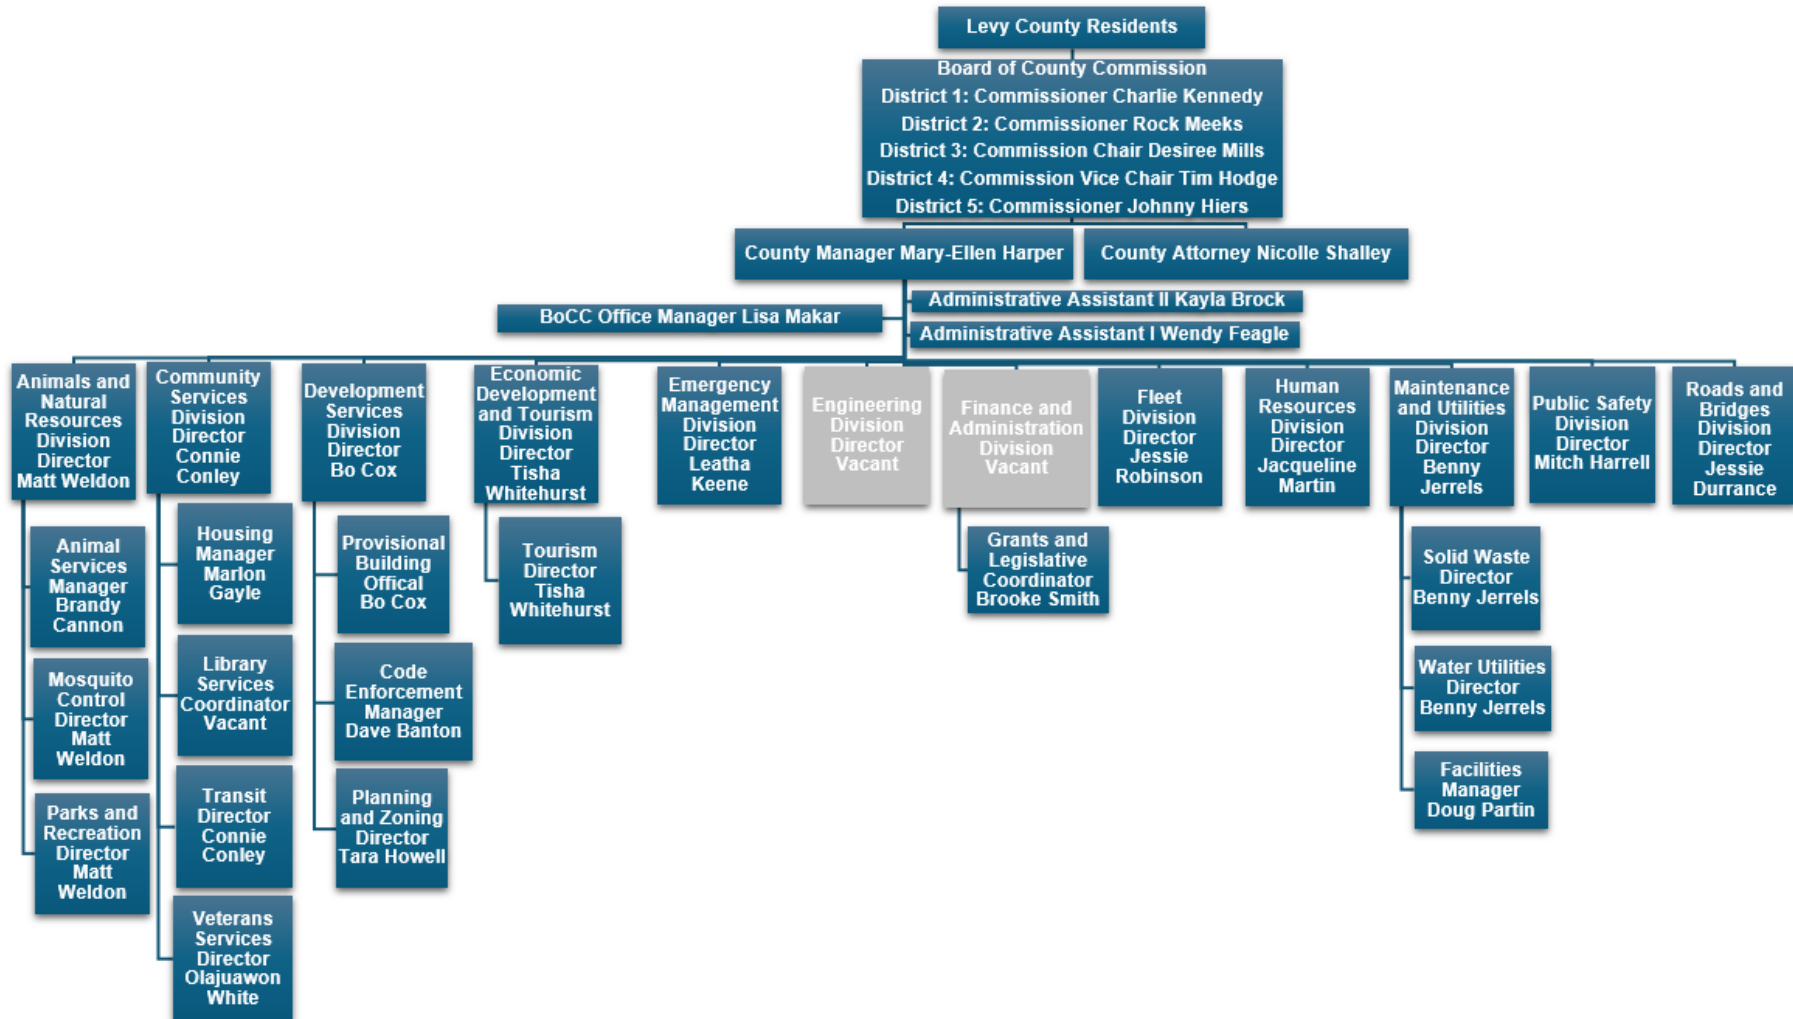 Levy County Residents
Board of County Commission
District 1: Commissioner Charlie Kennedy
District 2: Commissioner Rock Meeks
District 3: Commission Chair Desiree Mills
District 4: Commission Vice Chair Tim Hodge
District 5: Commissioner Johnny Hiers
County Manager Mary-Ellen Harper
County Attorney Nicolle Shalley
BoCC Office Manager Lisa Makar
Administrative Assistant II Kayla Brock
Administrative Assistant I Wendy Feagle
Animals and
Natural
Resources
Division
Director
Matt Weldon
Animal
Services
Manager
Brandy
Cannon
Mosquito
Control
Director
Matt
Weldon
Parks and
Recreation
Director
Matt
Weldon
Community
Services
Division
Director
Connie
Conley
Housing
Manager
Marlon
Gayle
Library
Services
Coordinator
Vacant
Transit
Director
Connie
Conley
Veterans
Services
Director
Olajuawon
White
Development
Services
Division
Director
Bo Cox
Provisional
Building
Offical
Bo Cox
Code
Enforcement
Manager
Dave Banton
Planning
and Zoning
Director
Tara Howell
Economic
Development
and Tourism
Division
Director
Tisha
Whitehurst
Tourism
Director
Tisha
Whitehurst
Emergency
Management
Division
Director
Leatha
Keene
Engineering
Division
Director
Vacant
Finance and
Administration
Division
Vacant
Grants and
Legislative
Coordinator
Brooke Smith
Fleet
Division
Director
Jessie
Robinson
Human
Resources
Division
Director
Jacqueline
Martin
Maintenance
and Utilities
Division
Director
Benny
Jerrels
Solid Waste
Director
Benny Jerrels
Water Utilities
Director
Benny Jerrels
Facilities
Manager
Doug Partin
Public Safety
Division
Director
Mitch Harrell
Roads and
Bridges
Division
Director
Jessie
Durrance